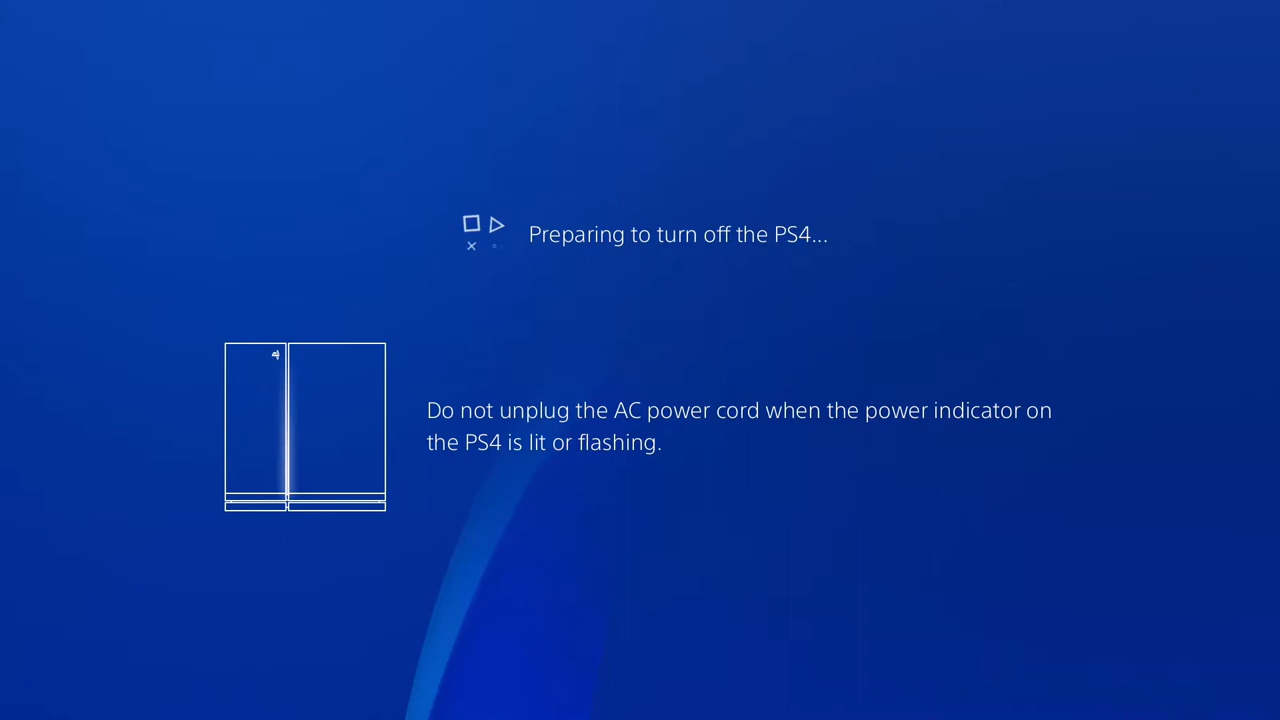 Preparing to turn off the PS4...
Do not unplug the AC power cord when the power indicator on
the PS4 is lit or flashing.